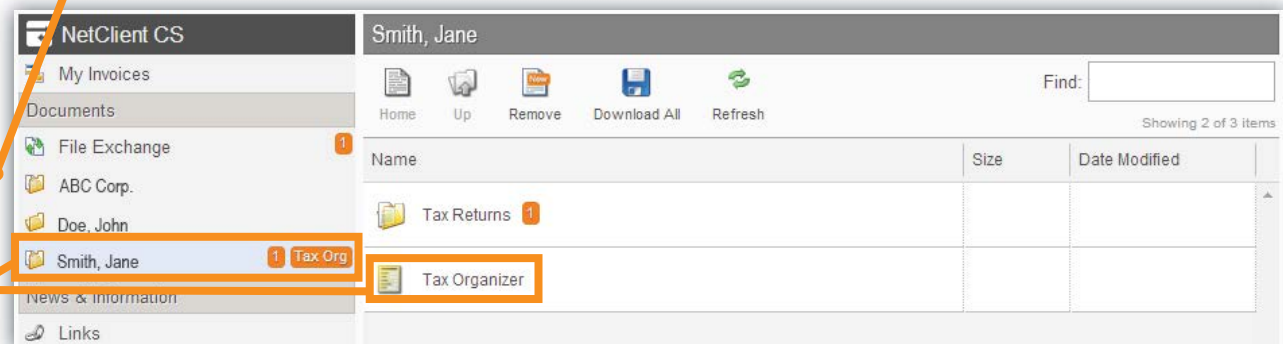 NetClient CS
My Invoices
Documents
File Exchange 1
ABC Corp.
Doe, John
Smith, Jane 1 Tax Org
News & Information
Links
Smith, Jane
Home Up Remove Download All Refresh
New
Find:
Showing 2 of 3 items
Name Size Date Modified
Tax Returns 1
Tax Organizer